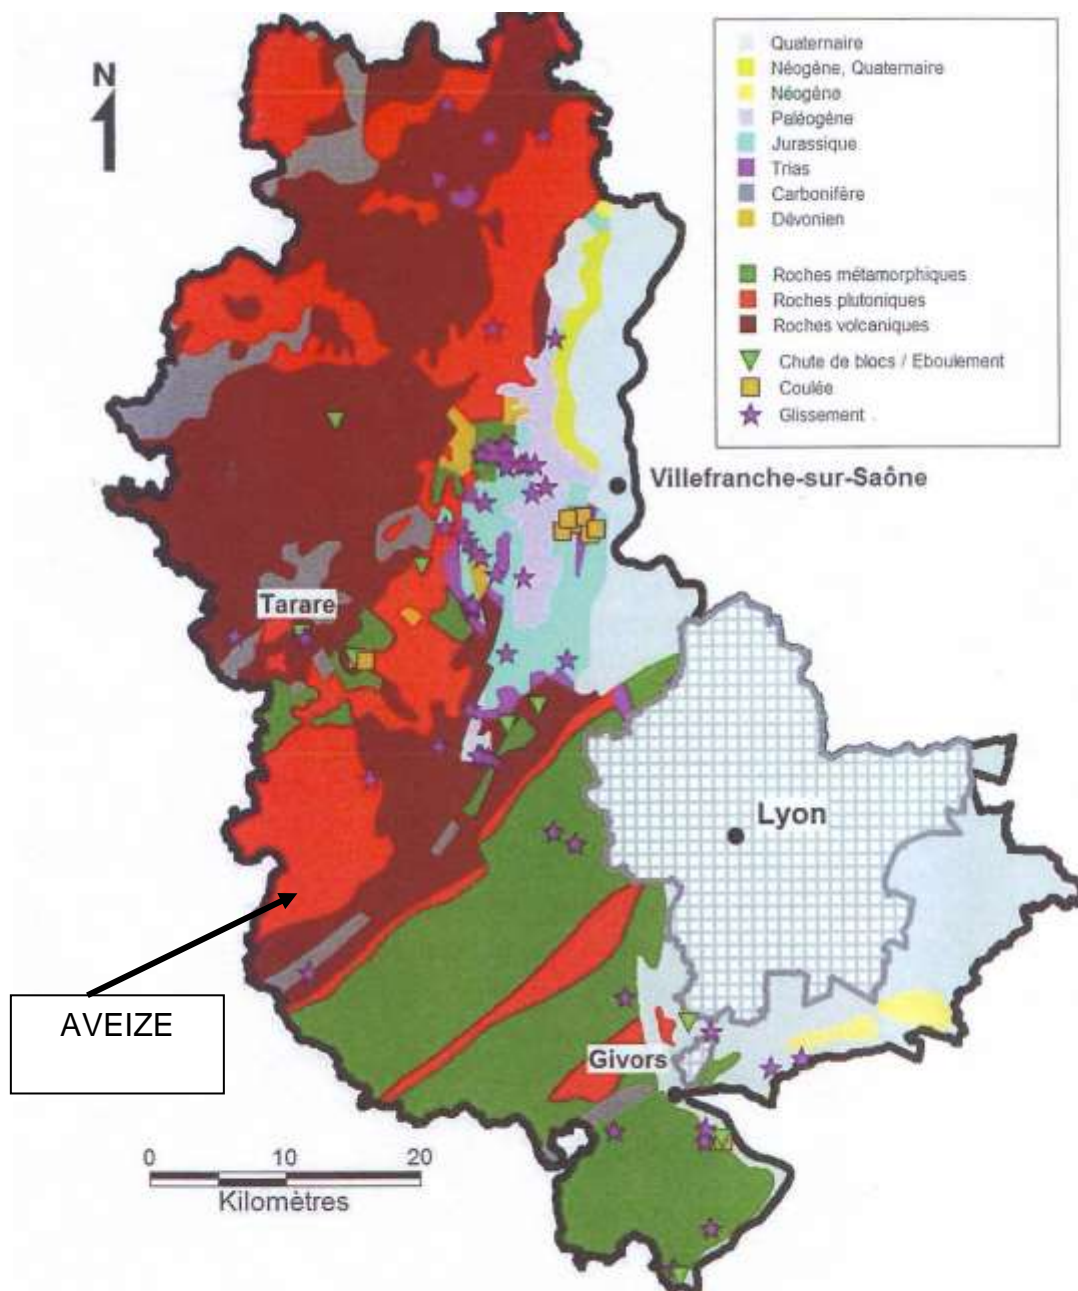 N
Quaternaire
Néogène, Quaternaire
Néogène
Paléogène
Jurassique
Trias
Carbonifère
Dévonien
Roches métamorphiques
Roches plutoniques
Roches volcaniques
Chute de blocs / Eboulement
Coulée
Glissement
Villefranche-sur-Saône
Tarare
Lyon
AVEIZE
Givors
0 10 20
Kilomètres